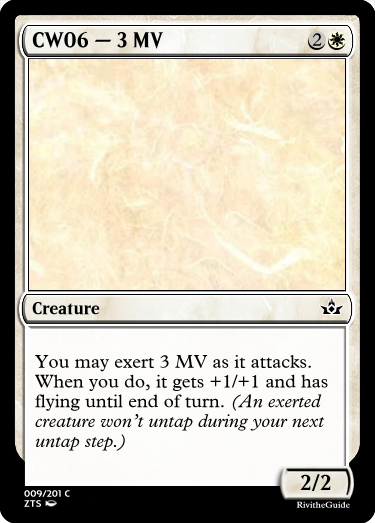 CW06 — 3 MV 2
Creature
You may exert 3 MV as it attacks.
When you do, it gets +1/+1 and has
flying until end of turn. (An exerted
creature won't untap during your next
untap step.)
2/2
009/201 C
ZTS
RivitheGuide